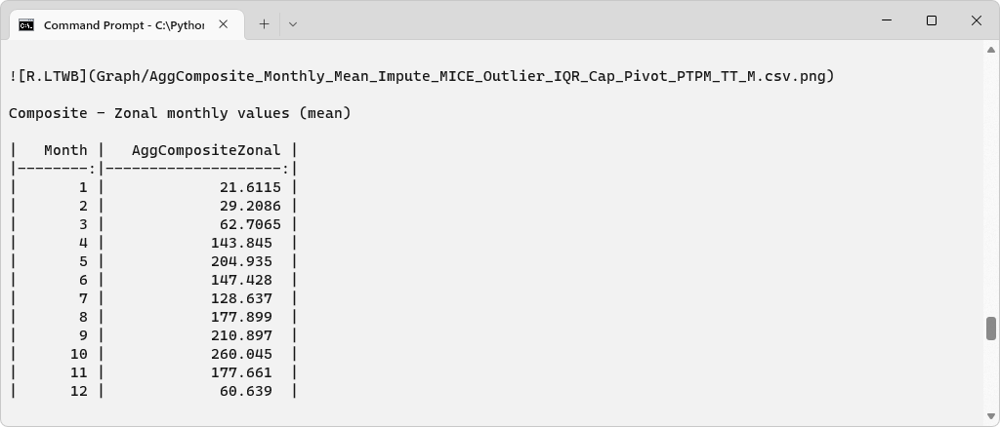 Command Prompt - C:\Pythor
![R.LTWB](Graph/AggComposite_Monthly_Mean_Impute_MICE_Outlier_IQR_Cap_Pivot_PTPM_TT_M.csv.png)
Composite - Zonal monthly values (mean)
|   Month |   AggCompositeZonal |
|--------:|--------------------:|
|       1 |             21.6115 |
|       2 |             29.2086 |
|       3 |             62.7065 |
|       4 |            143.845  |
|       5 |            204.935  |
|       6 |            147.428  |
|       7 |            128.637  |
|       8 |            177.899  |
|       9 |            210.897  |
|      10 |            260.045  |
|      11 |            177.661  |
|      12 |             60.639  |